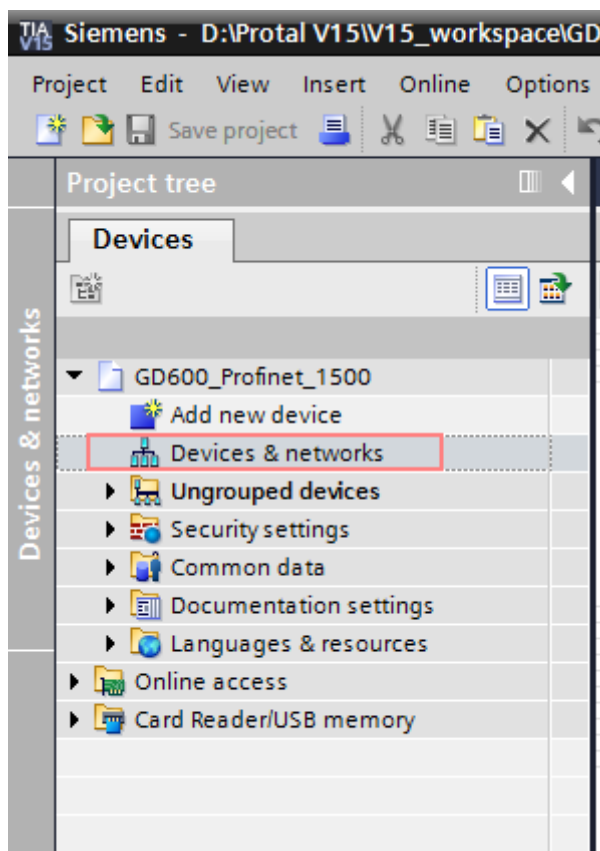 TIA V15 Siemens - D:\Protal V15\V15_workspace\GD
Project Edit View Insert Online Options
Save project
Project tree
Devices
Devices & networks
GD600_Profinet_1500
Add new device
Devices & networks
Ungrouped devices
Security settings
Common data
Documentation settings
Languages & resources
Online access
Card Reader/USB memory